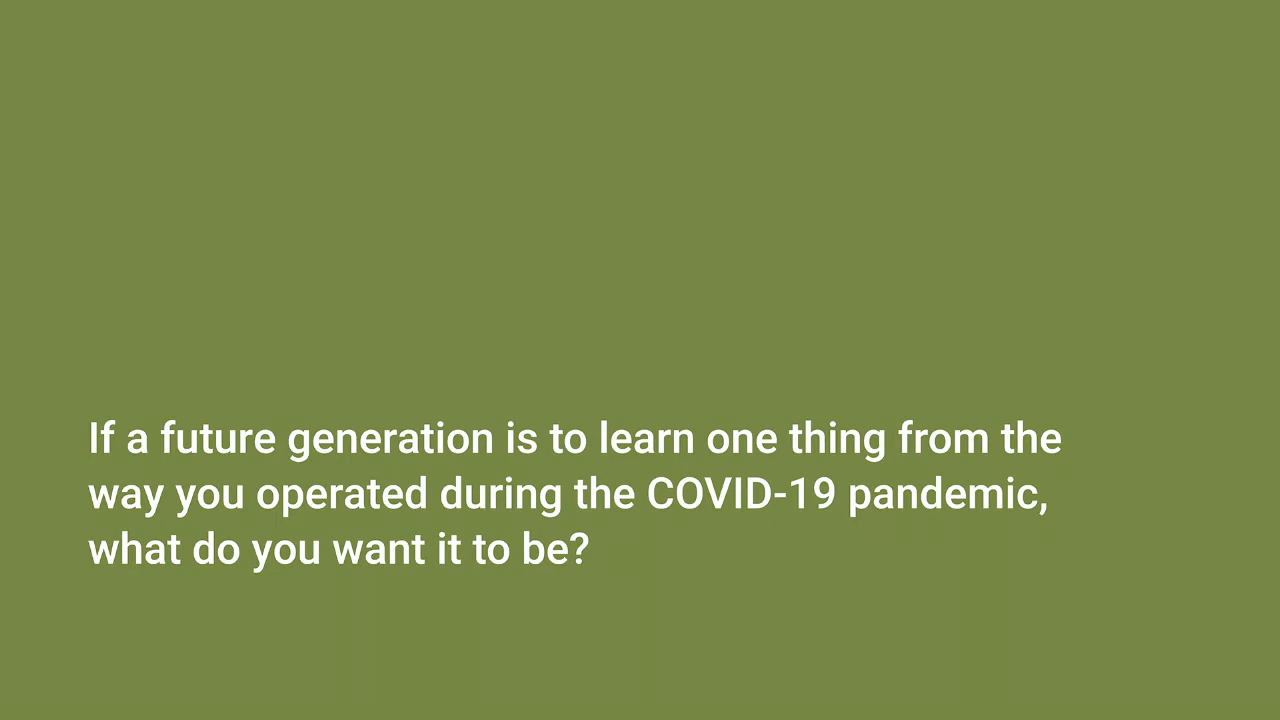 If a future generation is to learn one thing from the
way you operated during the COVID-19 pandemic,
what do you want it to be?